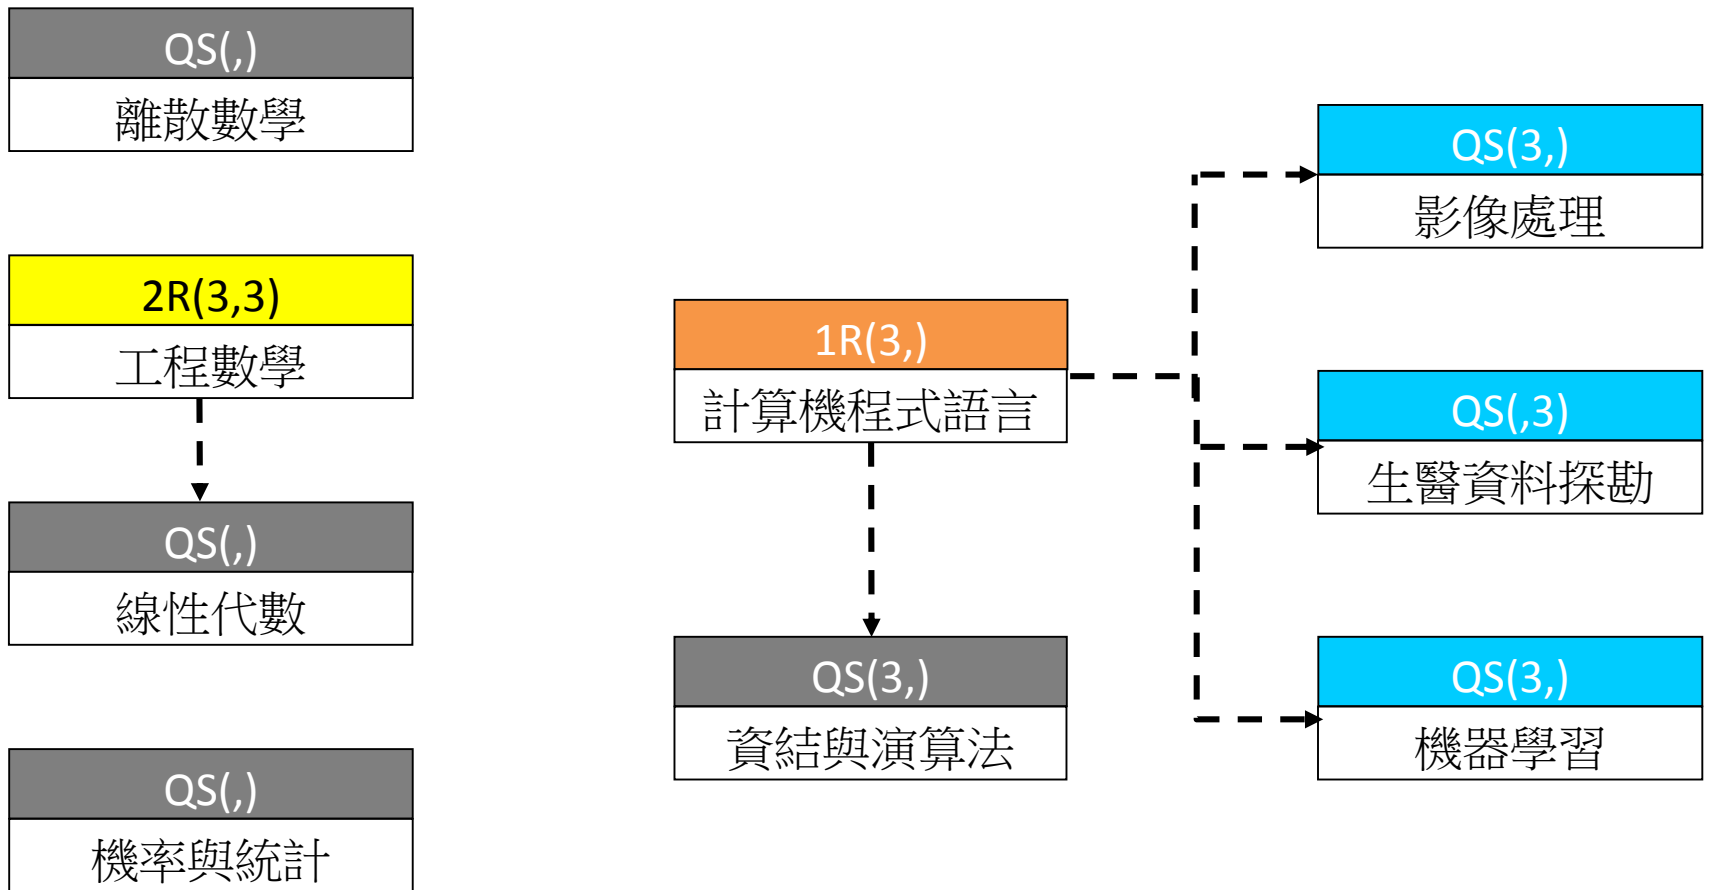 QS(,)
離散數學
2R(3,3)
工程數學
QS(,)
線性代數
QS(,)
機率與統計
1R(3,)
計算機程式語言
QS(3,)
資結與演算法
QS(3,)
影像處理
QS(,3)
生醫資料探勘
QS(3,)
機器學習